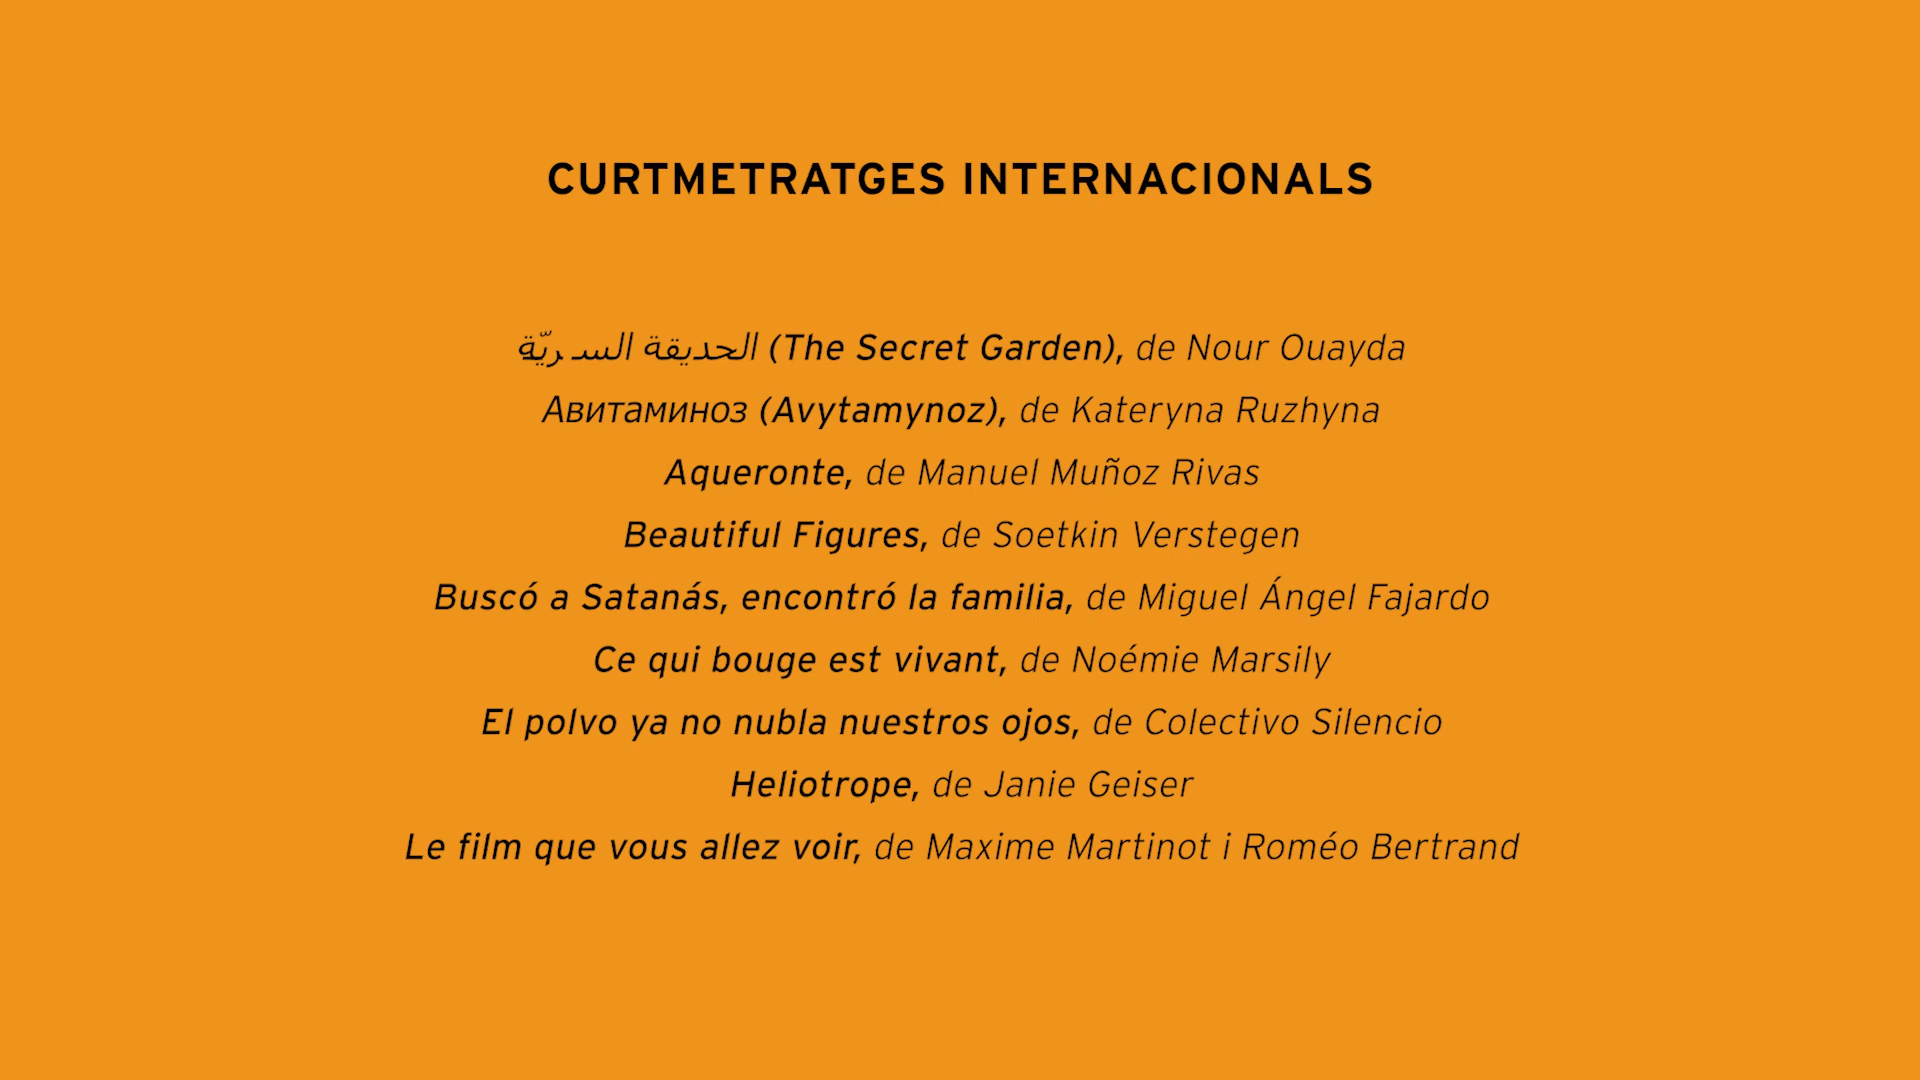 CURTMETRATGES INTERNACIONALS
الحديقة السريّة (The Secret Garden), de Nour Ouayda
Авитаминоз (Avytamynoz), de Kateryna Ruzhyna
Aqueronte, de Manuel Muñoz Rivas
Beautiful Figures, de Soetkin Verstegen
Buscó a Satanás, encontró la familia, de Miguel Ángel Fajardo
Ce qui bouge est vivant, de Noémie Marsily
El polvo ya no nubla nuestros ojos, de Colectivo Silencio
Heliotrope, de Janie Geiser
Le film que vous allez voir, de Maxime Martinot i Roméo Bertrand